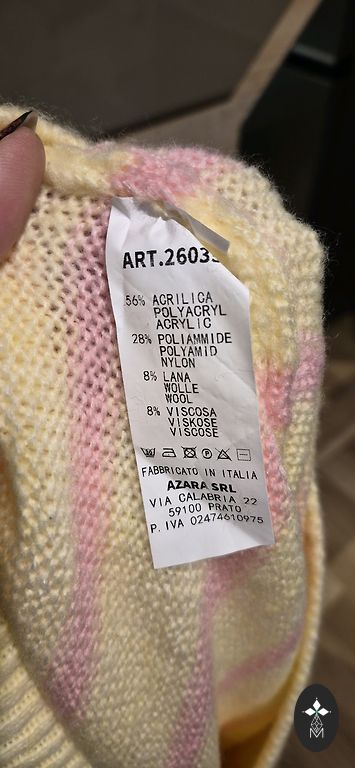 ART.2603
56% ACRILICA
POLYACRYL
ACRYLIC
28% POLIAMMIDE
POLYAMID
NYLON
8% LANA
WOLLE
WOOL
8% VISCOSA
VISKOSE
VISCOSE
FABBRICATO IN ITALIA
AZARA SRL
VIA CALABRIA 22
59100 PRATO
P. IVA 02474610975
M